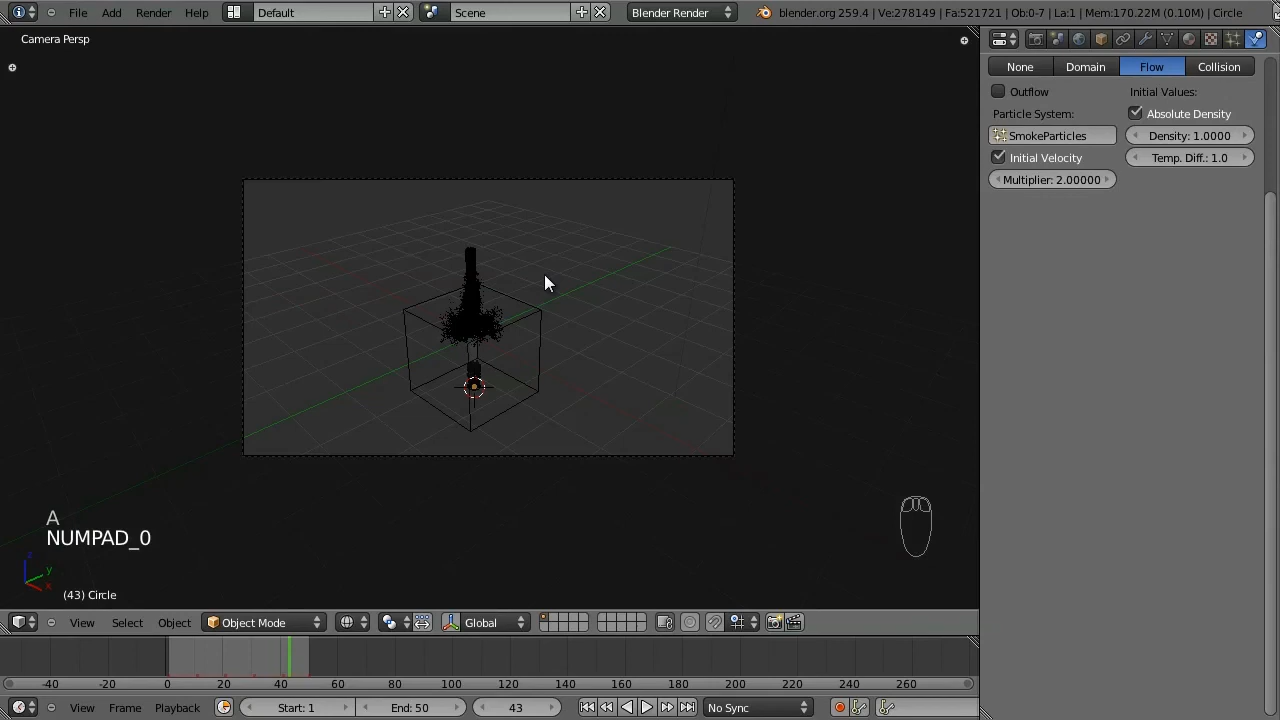 File Add Render Help Default Scene Blender Render blender.org 259.4 | Ve:278149 | Fa:521721 | Ob:0-7 | La:1 | Mem:170.22M (0.10M) | Circle
Camera Persp
None Domain Flow Collision
Outflow Initial Values:
Particle System: Absolute Density
SmokeParticles Density: 1.0000
Initial Velocity Temp. Diff.: 1.0
Multiplier: 2.00000
A
NUMPAD_0
z
y
x
(43) Circle
View Select Object Object Mode Global
-40 -20 0 20 40 60 80 100 120 140 160 180 200 220 240 260
View Frame Playback Start: 1 End: 50 43 No Sync